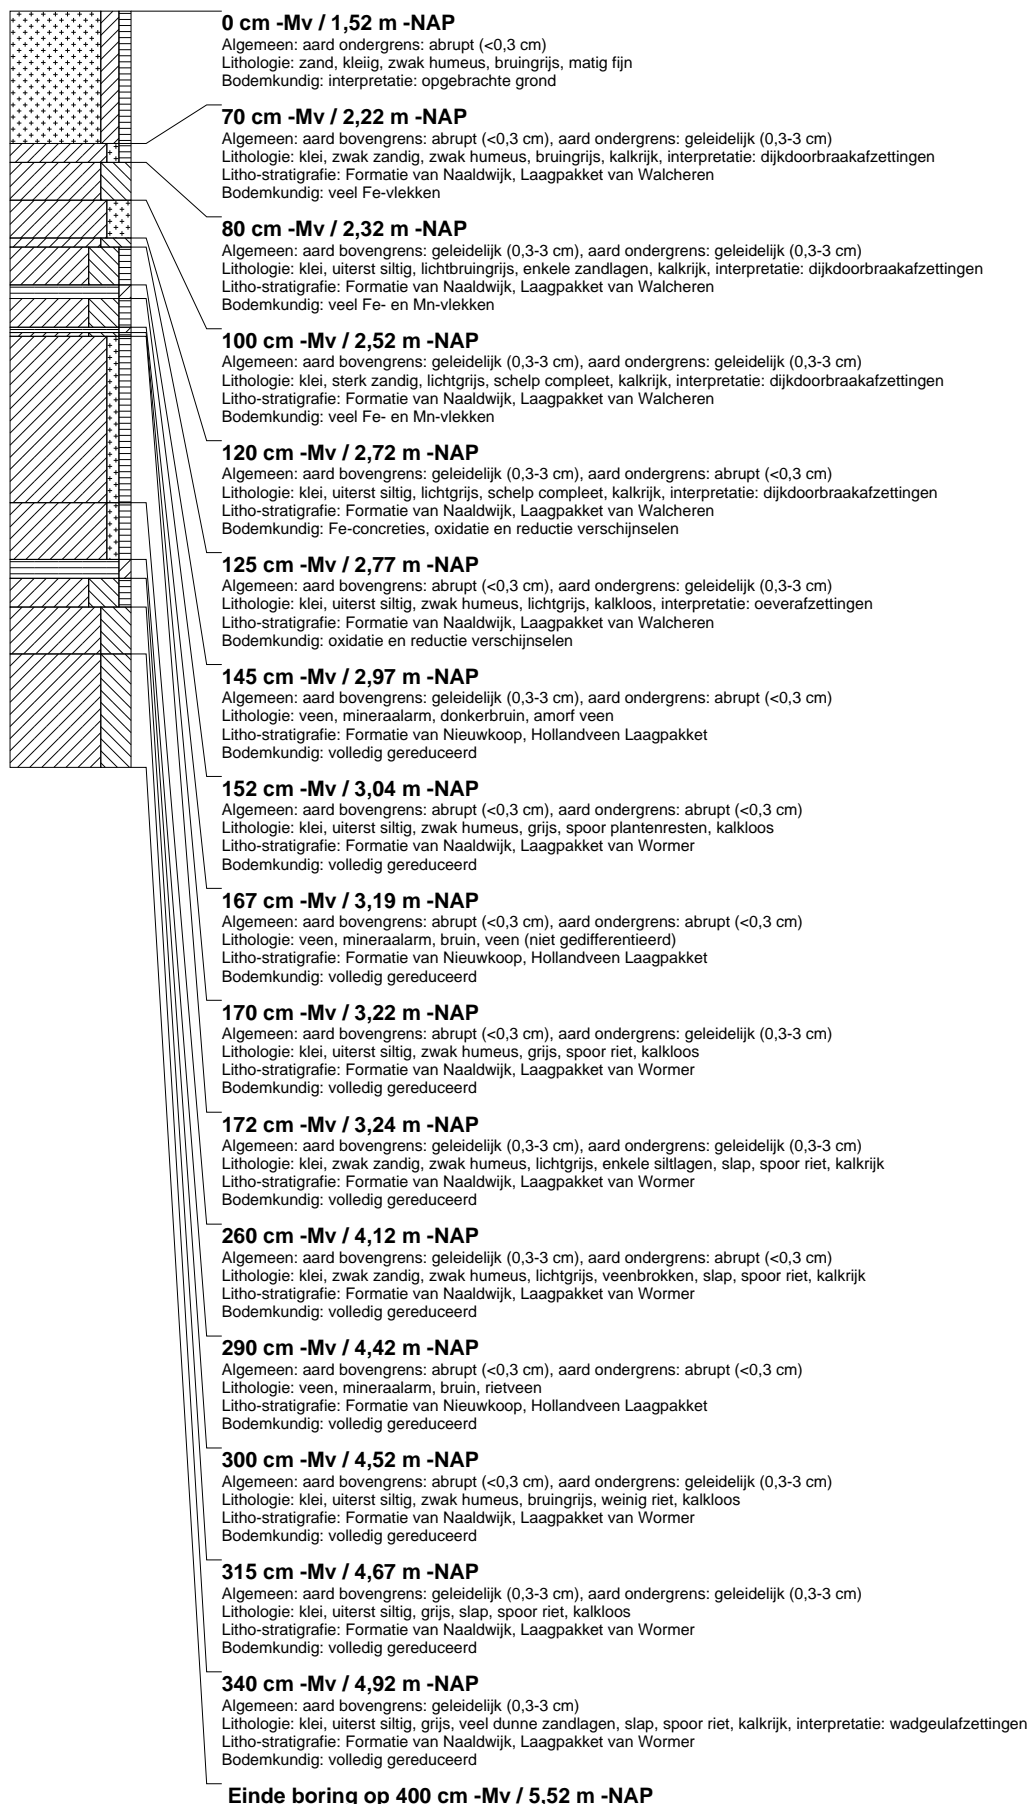 0 cm -Mv / 1,52 m -NAP
Algemeen: aard ondergrens: abrupt (<0,3 cm)
Lithologie: zand, kleiig, zwak humeus, bruingrijs, matig fijn
Bodemkundig: interpretatie: opgebrachte grond
70 cm -Mv / 2,22 m -NAP
Algemeen: aard bovengrens: abrupt (<0,3 cm), aard ondergrens: geleidelijk (0,3-3 cm)
Lithologie: klei, zwak zandig, zwak humeus, bruingrijs, kalkrijk, interpretatie: dijkdoorbraakafzettingen
Litho-stratigrafie: Formatie van Naaldwijk, Laagpakket van Walcheren
Bodemkundig: veel Fe-vlekken
80 cm -Mv / 2,32 m -NAP
Algemeen: aard bovengrens: geleidelijk (0,3-3 cm), aard ondergrens: geleidelijk (0,3-3 cm)
Lithologie: klei, uiterst siltig, lichtbruingrijs, enkele zandlagen, kalkrijk, interpretatie: dijkdoorbraakafzettingen
Litho-stratigrafie: Formatie van Naaldwijk, Laagpakket van Walcheren
Bodemkundig: veel Fe- en Mn-vlekken
100 cm -Mv / 2,52 m -NAP
Algemeen: aard bovengrens: geleidelijk (0,3-3 cm), aard ondergrens: geleidelijk (0,3-3 cm)
Lithologie: klei, sterk zandig, lichtgrijs, schelp compleet, kalkrijk, interpretatie: dijkdoorbraakafzettingen
Litho-stratigrafie: Formatie van Naaldwijk, Laagpakket van Walcheren
Bodemkundig: veel Fe- en Mn-vlekken
120 cm -Mv / 2,72 m -NAP
Algemeen: aard bovengrens: geleidelijk (0,3-3 cm), aard ondergrens: abrupt (<0,3 cm)
Lithologie: klei, uiterst siltig, lichtgrijs, schelp compleet, kalkrijk, interpretatie: dijkdoorbraakafzettingen
Litho-stratigrafie: Formatie van Naaldwijk, Laagpakket van Walcheren
Bodemkundig: Fe-concreties, oxidatie en reductie verschijnselen
125 cm -Mv / 2,77 m -NAP
Algemeen: aard bovengrens: abrupt (<0,3 cm), aard ondergrens: geleidelijk (0,3-3 cm)
Lithologie: klei, uiterst siltig, zwak humeus, lichtgrijs, kalkloos, interpretatie: oeverafzettingen
Litho-stratigrafie: Formatie van Naaldwijk, Laagpakket van Walcheren
Bodemkundig: oxidatie en reductie verschijnselen
145 cm -Mv / 2,97 m -NAP
Algemeen: aard bovengrens: geleidelijk (0,3-3 cm), aard ondergrens: abrupt (<0,3 cm)
Lithologie: veen, mineraalarm, donkerbruin, amorf veen
Litho-stratigrafie: Formatie van Nieuwkoop, Hollandveen Laagpakket
Bodemkundig: volledig gereduceerd
152 cm -Mv / 3,04 m -NAP
Algemeen: aard bovengrens: abrupt (<0,3 cm), aard ondergrens: abrupt (<0,3 cm)
Lithologie: klei, uiterst siltig, zwak humeus, grijs, spoor plantenresten, kalkloos
Litho-stratigrafie: Formatie van Naaldwijk, Laagpakket van Wormer
Bodemkundig: volledig gereduceerd
167 cm -Mv / 3,19 m -NAP
Algemeen: aard bovengrens: abrupt (<0,3 cm), aard ondergrens: abrupt (<0,3 cm)
Lithologie: veen, mineraalarm, bruin, veen (niet gedifferentieerd)
Litho-stratigrafie: Formatie van Nieuwkoop, Hollandveen Laagpakket
Bodemkundig: volledig gereduceerd
170 cm -Mv / 3,22 m -NAP
Algemeen: aard bovengrens: abrupt (<0,3 cm), aard ondergrens: geleidelijk (0,3-3 cm)
Lithologie: klei, uiterst siltig, zwak humeus, grijs, spoor riet, kalkloos
Litho-stratigrafie: Formatie van Naaldwijk, Laagpakket van Wormer
Bodemkundig: volledig gereduceerd
172 cm -Mv / 3,24 m -NAP
Algemeen: aard bovengrens: geleidelijk (0,3-3 cm), aard ondergrens: geleidelijk (0,3-3 cm)
Lithologie: klei, zwak zandig, zwak humeus, lichtgrijs, enkele siltlagen, slap, spoor riet, kalkrijk
Litho-stratigrafie: Formatie van Naaldwijk, Laagpakket van Wormer
Bodemkundig: volledig gereduceerd
260 cm -Mv / 4,12 m -NAP
Algemeen: aard bovengrens: geleidelijk (0,3-3 cm), aard ondergrens: abrupt (<0,3 cm)
Lithologie: klei, zwak zandig, zwak humeus, lichtgrijs, veenbrokken, slap, spoor riet, kalkrijk
Litho-stratigrafie: Formatie van Naaldwijk, Laagpakket van Wormer
Bodemkundig: volledig gereduceerd
290 cm -Mv / 4,42 m -NAP
Algemeen: aard bovengrens: abrupt (<0,3 cm), aard ondergrens: abrupt (<0,3 cm)
Lithologie: veen, mineraalarm, bruin, rietveen
Litho-stratigrafie: Formatie van Nieuwkoop, Hollandveen Laagpakket
Bodemkundig: volledig gereduceerd
300 cm -Mv / 4,52 m -NAP
Algemeen: aard bovengrens: abrupt (<0,3 cm), aard ondergrens: geleidelijk (0,3-3 cm)
Lithologie: klei, uiterst siltig, zwak humeus, bruingrijs, weinig riet, kalkloos
Litho-stratigrafie: Formatie van Naaldwijk, Laagpakket van Wormer
Bodemkundig: volledig gereduceerd
315 cm -Mv / 4,67 m -NAP
Algemeen: aard bovengrens: geleidelijk (0,3-3 cm), aard ondergrens: geleidelijk (0,3-3 cm)
Lithologie: klei, uiterst siltig, grijs, slap, spoor riet, kalkloos
Litho-stratigrafie: Formatie van Naaldwijk, Laagpakket van Wormer
Bodemkundig: volledig gereduceerd
340 cm -Mv / 4,92 m -NAP
Algemeen: aard bovengrens: geleidelijk (0,3-3 cm)
Lithologie: klei, uiterst siltig, grijs, veel dunne zandlagen, slap, spoor riet, kalkrijk, interpretatie: wadgeulafzettingen
Litho-stratigrafie: Formatie van Naaldwijk, Laagpakket van Wormer
Bodemkundig: volledig gereduceerd
Einde boring op 400 cm -Mv / 5,52 m -NAP